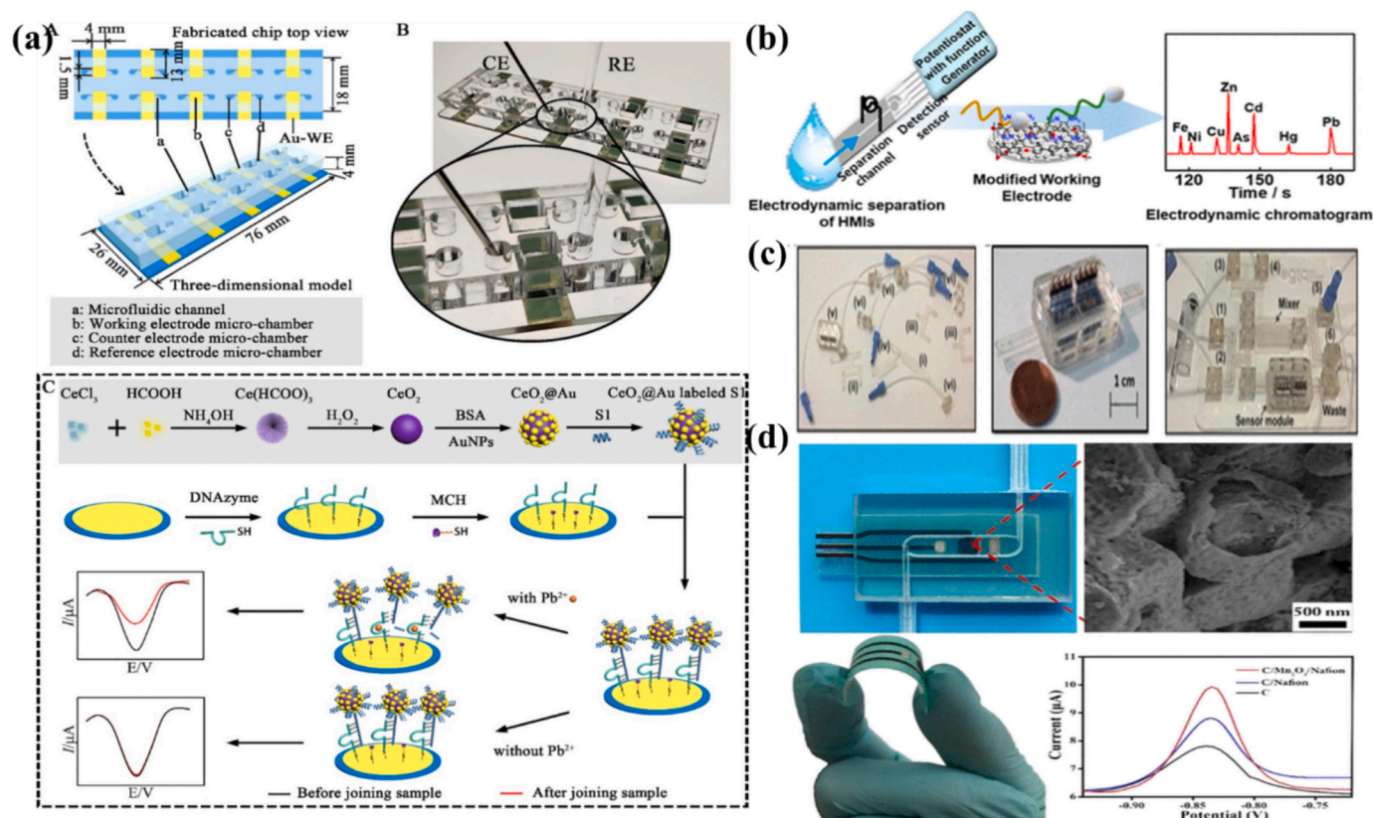 (a)
A
4 mm
Fabricated chip top view
1.5 mm
13 mm
18 mm
a
b
c
d
Au-WE
4 mm
26 mm
76 mm
Three-dimensional model
a: Microfluidic channel
b: Working electrode micro-chamber
c: Counter electrode micro-chamber
d: Reference electrode micro-chamber
B
CE
RE
C
CeCl3
HCOOH
Ce(HCOO)3
CeO2
CeO2@Au
CeO2@Au labeled S1
+
NH4OH
H2O2
BSA
AuNPs
S1
DNAzyme
SH
MCH
SH
I/μA
E/V
with Pb2+
I/μA
E/V
without Pb2+
Before joining sample
After joining sample
(b)
Potentiostat
with function
Generator
Detection
sensor
Separation
channel
Electrodynamic separation
of HMIs
Modified Working
Electrode
Fe
Ni
Cu
Zn
As
Cd
Hg
Pb
110 120 150 180
Time / s
Electrodynamic chromatogram
(c)
(v)
(vi)
(vi)
(vi)
(iii)
(iii)
(iv)
(i)
(ii)
(vi)
1 cm
(3)
(4)
(5)
Mixer
(1)
(6)
(2)
Sensor module
Waste
(d)
500 nm
Current (μA)
11
10
9
8
7
6
C/Mn2O3/Nafion
C/Nafion
C
-0.90 -0.85 -0.80 -0.75
Potential (V)